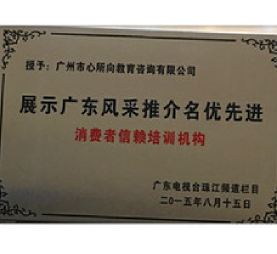 授予:广州市心所向教育咨询有限公司
展示广东风采推介名优先进
消费者信赖培训机构
广东电视台珠江频道栏目
二〇一五年八月十五日